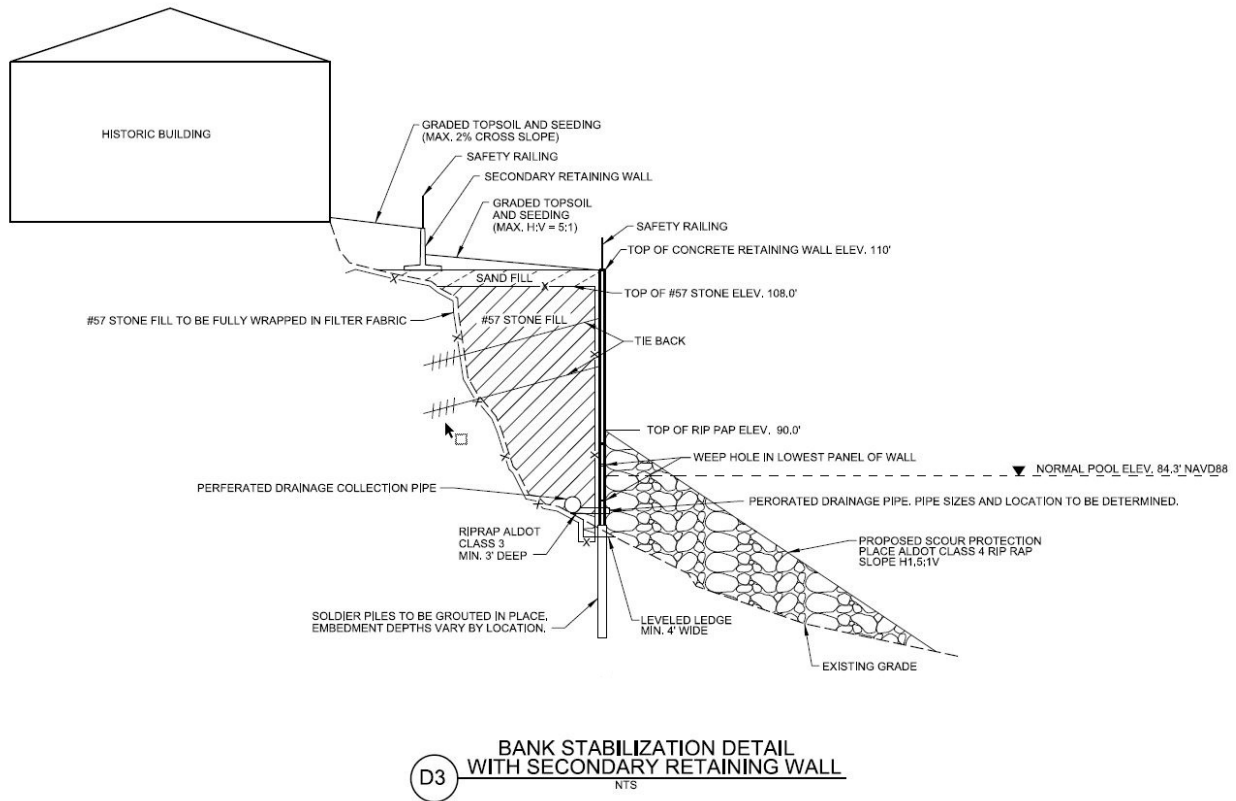 HISTORIC BUILDING
GRADED TOPSOIL AND SEEDING
(MAX. 2% CROSS SLOPE)
SAFETY RAILING
SECONDARY RETAINING WALL
GRADED TOPSOIL
AND SEEDING
(MAX. H:V = 5:1)
SAFETY RAILING
TOP OF CONCRETE RETAINING WALL ELEV. 110'
SAND FILL
TOP OF #57 STONE ELEV. 108.0'
#57 STONE FILL TO BE FULLY WRAPPED IN FILTER FABRIC
#57 STONE FILL
TIE BACK
TOP OF RIP PAP ELEV. 90.0'
WEEP HOLE IN LOWEST PANEL OF WALL
NORMAL POOL ELEV. 84.3' NAVD88
PERFERATED DRAINAGE COLLECTION PIPE
PERORATED DRAINAGE PIPE. PIPE SIZES AND LOCATION TO BE DETERMINED.
RIPRAP ALDOT
CLASS 3
MIN. 3' DEEP
PROPOSED SCOUR PROTECTION
PLACE ALDOT CLASS 4 RIP RAP
SLOPE H1.5:1V
SOLDIER PILES TO BE GROUTED IN PLACE.
EMBEDMENT DEPTHS VARY BY LOCATION.
LEVELED LEDGE
MIN. 4' WIDE
EXISTING GRADE
D3
BANK STABILIZATION DETAIL
WITH SECONDARY RETAINING WALL
NTS